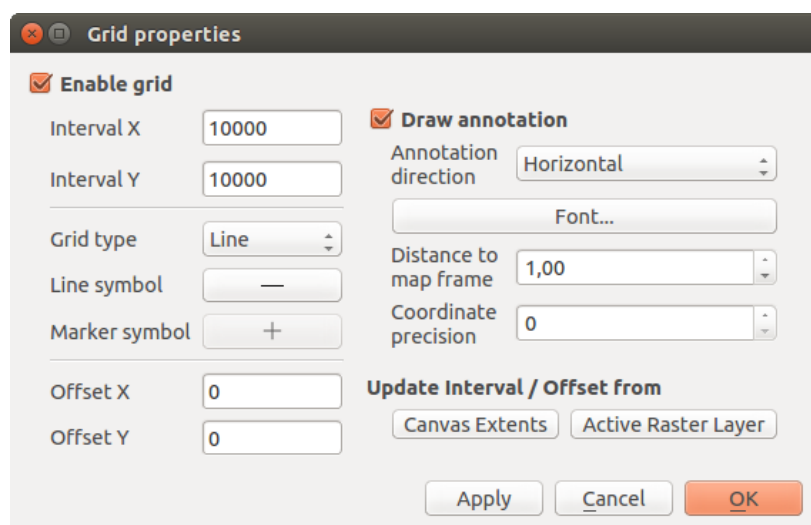 Grid properties
Enable grid
Interval X 10000
Interval Y 10000
Grid type Line
Line symbol
Marker symbol
Offset X 0
Offset Y 0
Draw annotation
Annotation
direction
Horizontal
Font...
Distance to
map frame
1,00
Coordinate
precision
0
Update Interval / Offset from
Canvas Extents Active Raster Layer
Apply Cancel OK